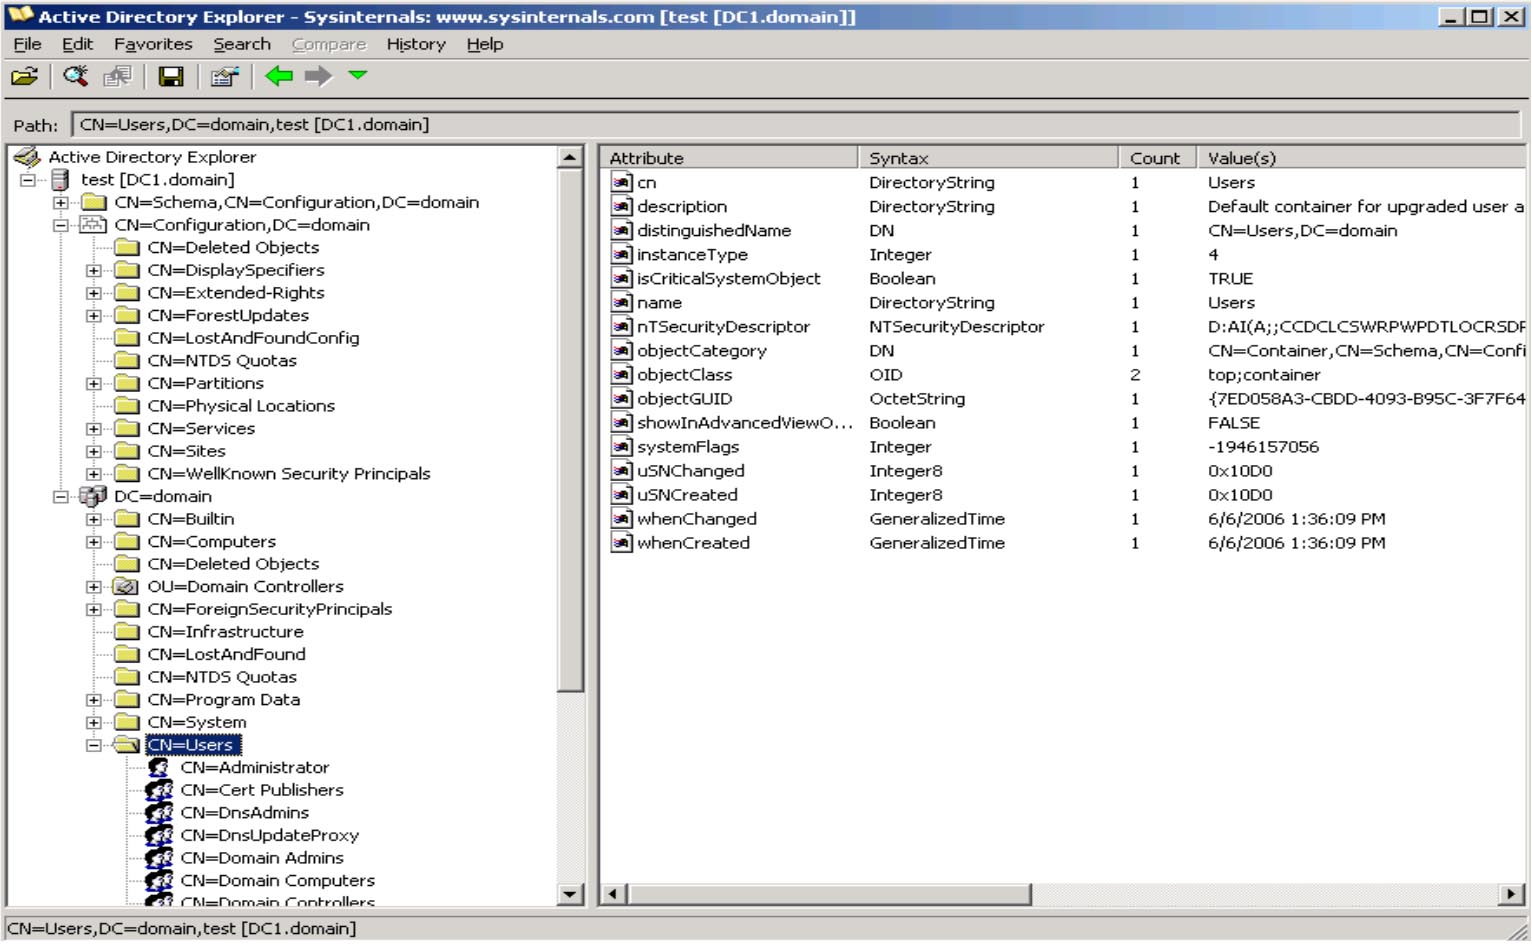 Active Directory Explorer - Sysinternals: www.sysinternals.com [test [DC1.domain]]
File Edit Favorites Search Compare History Help
Path: CN=Users,DC=domain,test [DC1.domain]
Active Directory Explorer
test [DC1.domain]
CN=Schema,CN=Configuration,DC=domain
CN=Configuration,DC=domain
CN=Deleted Objects
CN=DisplaySpecifiers
CN=Extended-Rights
CN=ForestUpdates
CN=LostAndFoundConfig
CN=NTDS Quotas
CN=Partitions
CN=Physical Locations
CN=Services
CN=Sites
CN=WellKnown Security Principals
DC=domain
CN=Builtin
CN=Computers
CN=Deleted Objects
OU=Domain Controllers
CN=ForeignSecurityPrincipals
CN=Infrastructure
CN=LostAndFound
CN=NTDS Quotas
CN=Program Data
CN=System
CN=Users
CN=Administrator
CN=Cert Publishers
CN=DnsAdmins
CN=DnsUpdateProxy
CN=Domain Admins
CN=Domain Computers
CN=Domain Controllers
Attribute Syntax Count Value(s)
cn DirectoryString 1 Users
description DirectoryString 1 Default container for upgraded user a
distinguishedName DN 1 CN=Users,DC=domain
instanceType Integer 1 4
isCriticalSystemObject Boolean 1 TRUE
name DirectoryString 1 Users
nTSecurityDescriptor NTSecurityDescriptor 1 D:AI(A;;CCDCLCSWRPWPDTLOCRSDR
objectCategory DN 1 CN=Container,CN=Schema,CN=Confi
objectClass OID 2 top;container
objectGUID OctetString 1 {7ED058A3-CBDD-4093-B95C-3F7F64
showInAdvancedViewO... Boolean 1 FALSE
systemFlags Integer 1 -1946157056
uSNChanged Integer8 1 0x10D0
uSNCreated Integer8 1 0x10D0
whenChanged GeneralizedTime 1 6/6/2006 1:36:09 PM
whenCreated GeneralizedTime 1 6/6/2006 1:36:09 PM
CN=Users,DC=domain,test [DC1.domain]